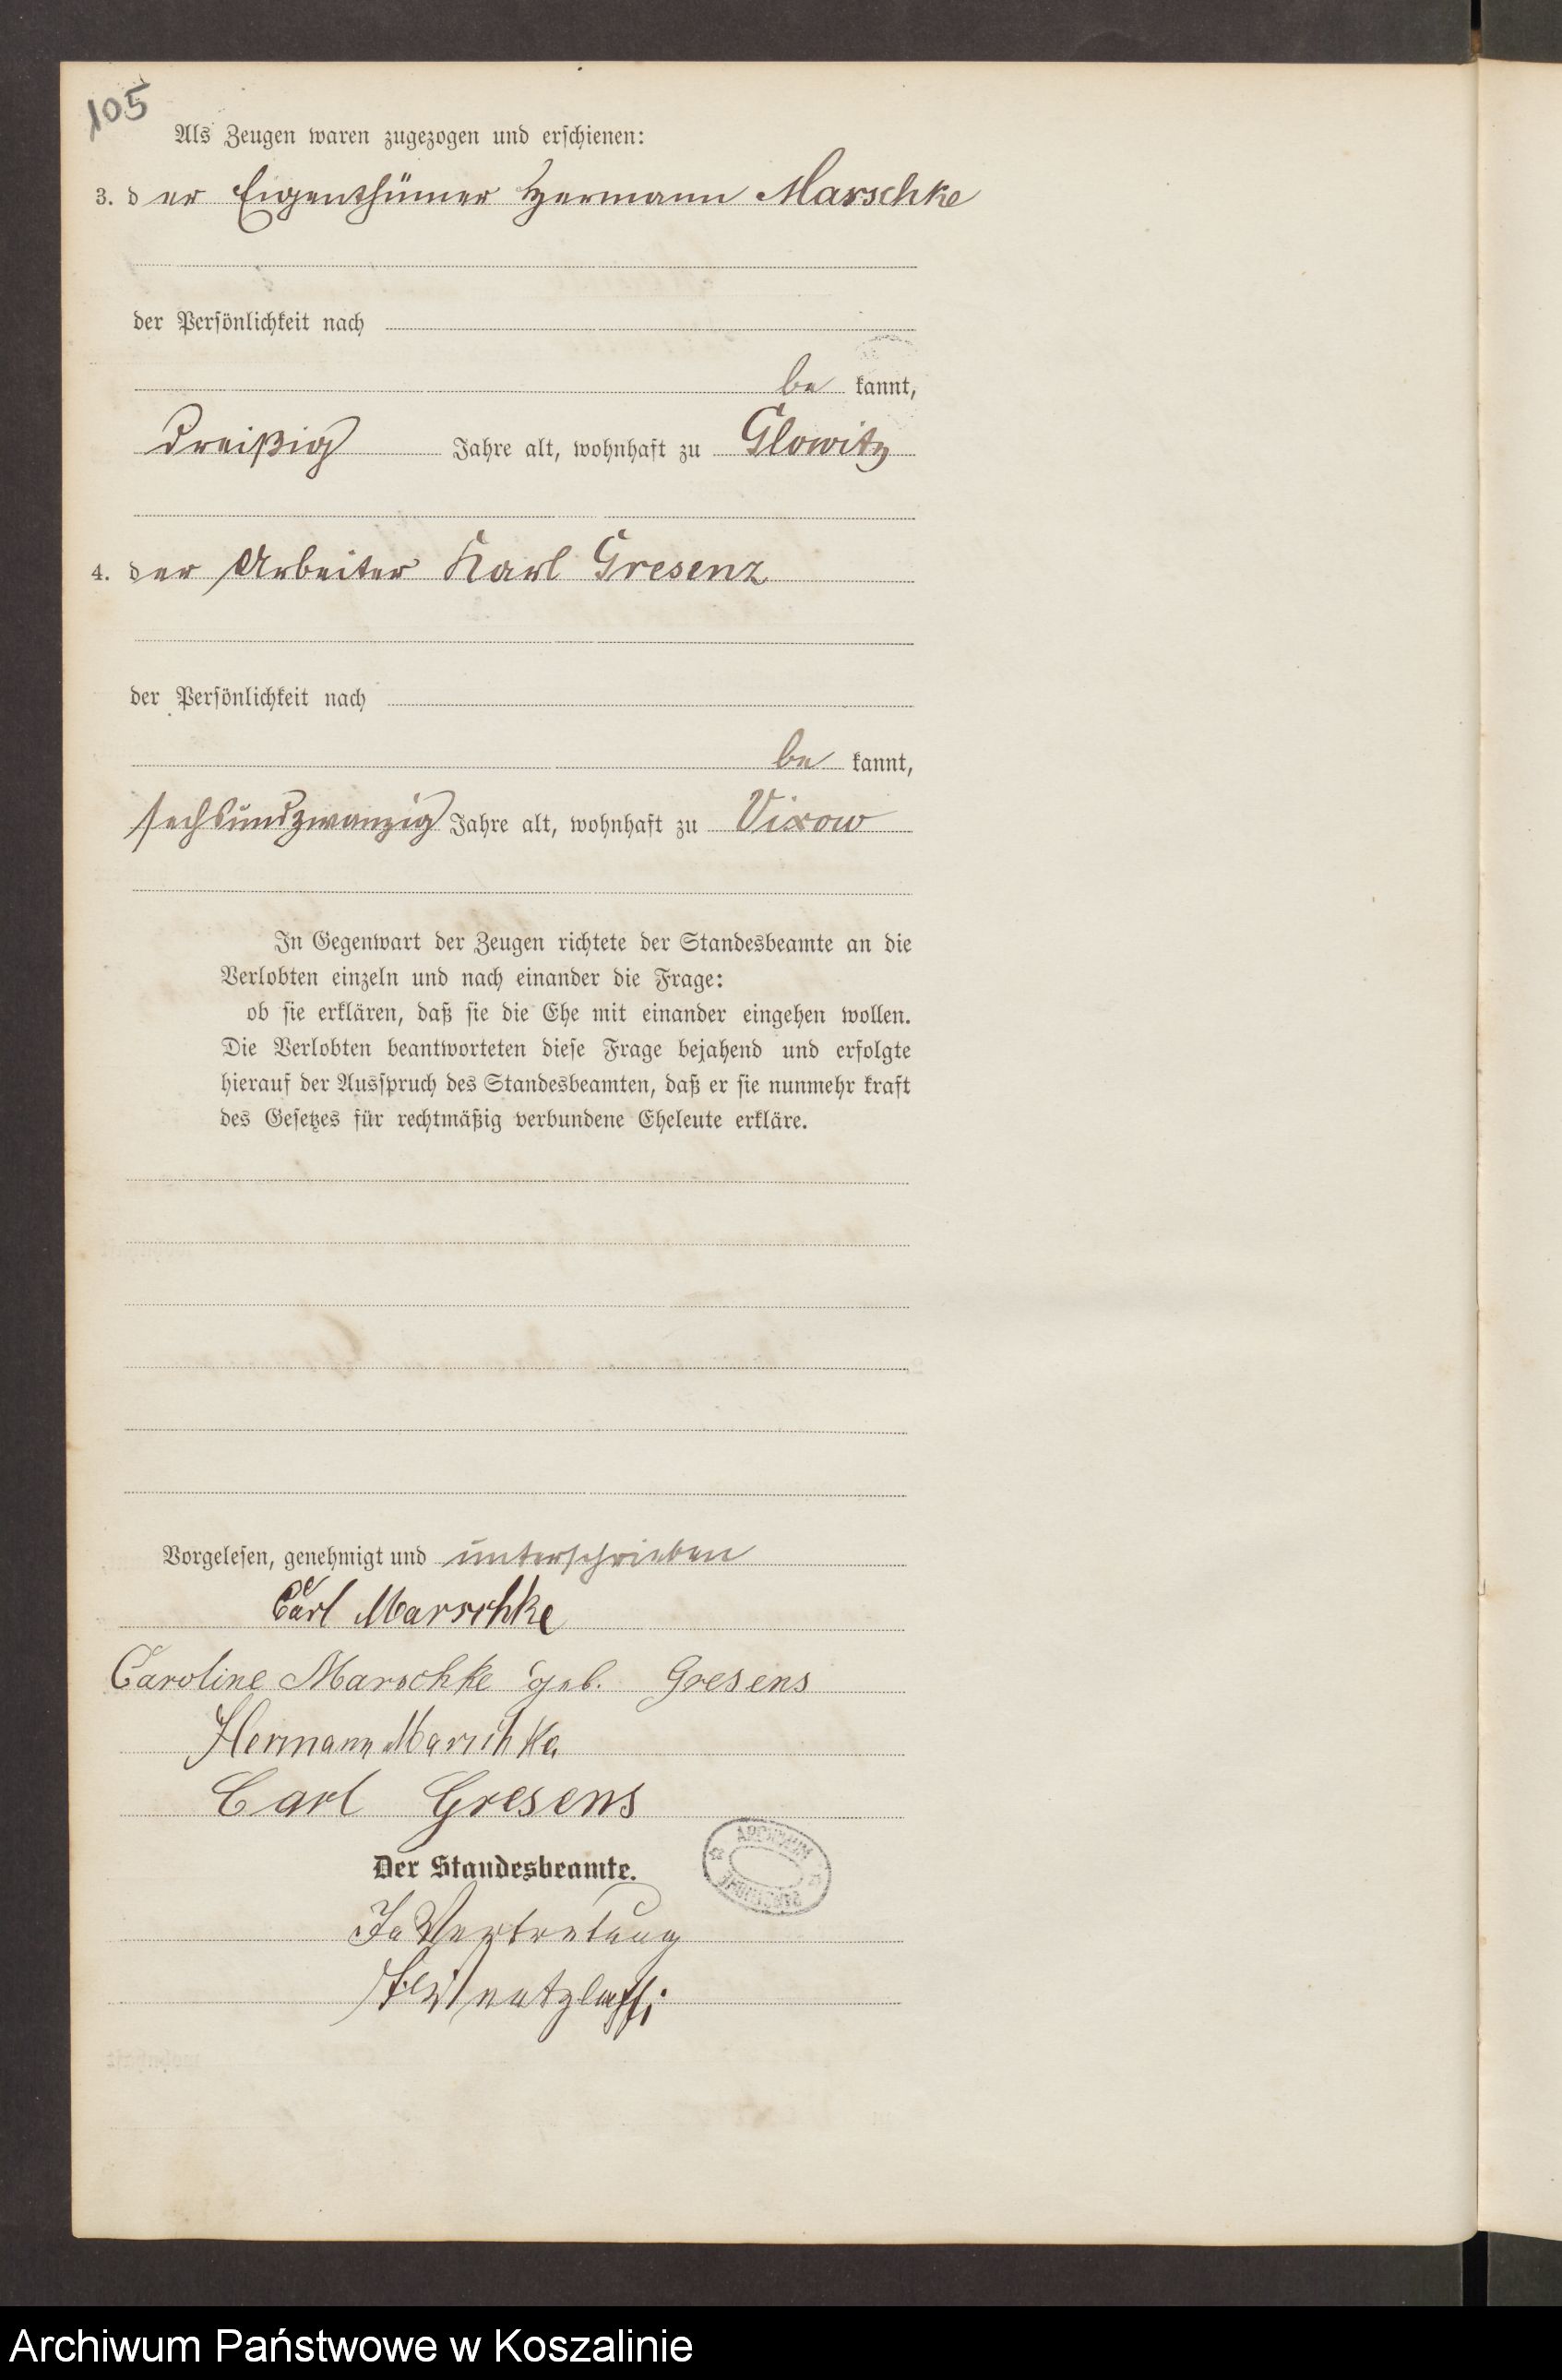 105
Als Zeugen waren zugezogen und erschienen:
3. der Eigenthümer Hermann Marschke
der Persönlichkeit nach
be kannt,
dreißig Jahre alt, wohnhaft zu Glowitz
4. der Arbeiter Karl Gresenz
der Persönlichkeit nach
be kannt,
sechsundzwanzig Jahre alt, wohnhaft zu Vixow
In Gegenwart der Zeugen richtete der Standesbeamte an die
Verlobten einzeln und nach einander die Frage:
ob sie erklären, daß sie die Ehe mit einander eingehen wollen.
Die Verlobten beantworteten diese Frage bejahend und erfolgte
hierauf der Ausspruch des Standesbeamten, daß er sie nunmehr kraft
des Gesetzes für rechtmäßig verbundene Eheleute erkläre.
Vorgelesen, genehmigt und unterschrieben
Carl Marschke
Caroline Marschke geb. Gresens
Hermann Marschke
Carl Gresens
ARCHIWUM
Der Standesbeamte.
In Vertretung
Archiwum Państwowe w Koszalinie